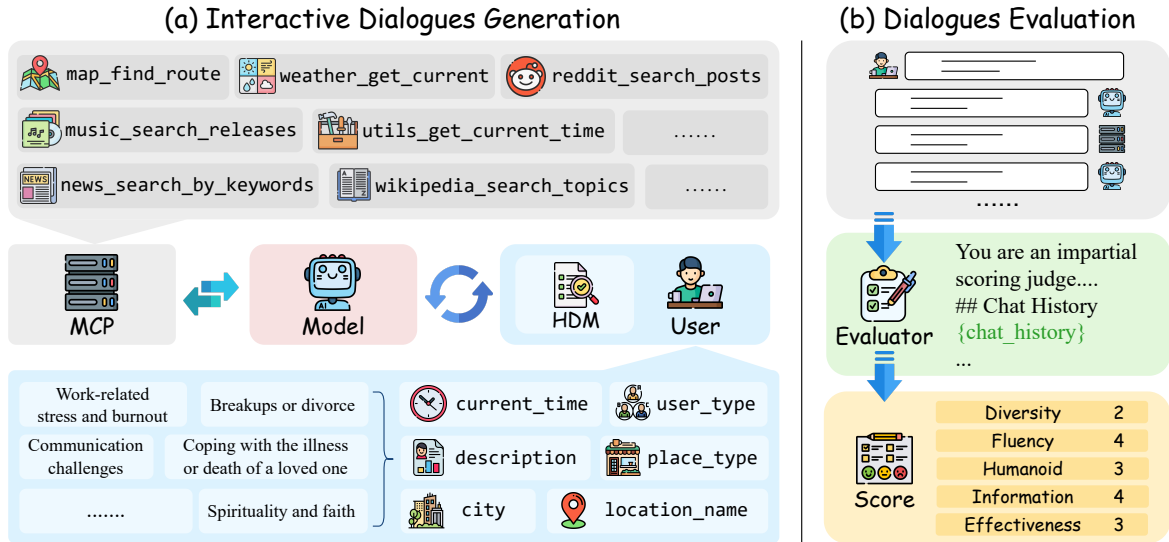 (a) Interactive Dialogues Generation
map_find_route
weather_get_current
reddit_search_posts
music_search_releases
utils_get_current_time
......
NEWS
news_search_by_keywords
A
Z
wikipedia_search_topics
......
MCP
AI
Model
HDM
User
Work-related
stress and burnout
Breakups or divorce
Communication
challenges
Coping with the illness
or death of a loved one
.......
Spirituality and faith
current_time
user_type
description
place_type
city
location_name
(b) Dialogues Evaluation
......
Evaluator
You are an impartial
scoring judge....
## Chat History
{chat_history}
...
Score
Diversity 2
Fluency 4
Humanoid 3
Information 4
Effectiveness 3